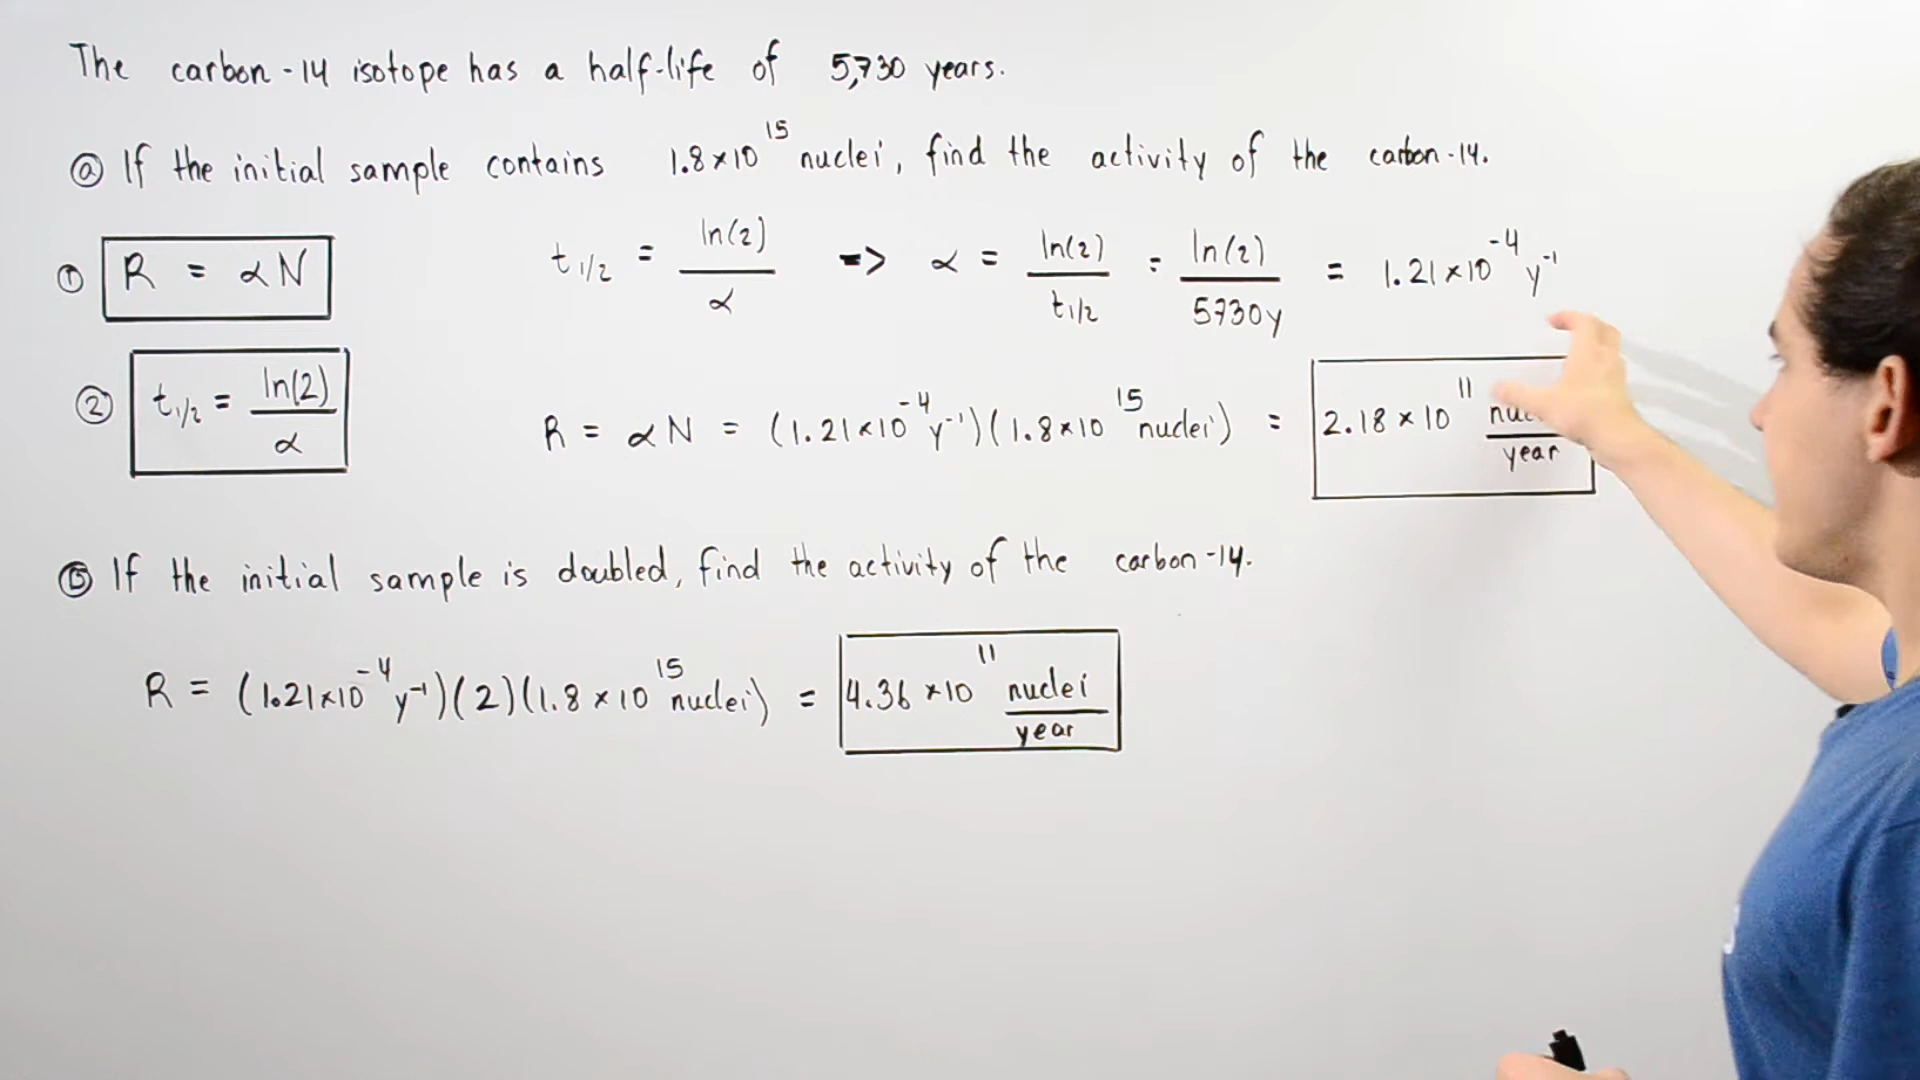 The carbon-14 isotope has a half-life of 5,730 years.
ⓐ If the initial sample contains 1.8×10^15 nuclei, find the activity of the carbon-14.
① R = αN
t1/2 = ln(2)/α => α = ln(2)/t1/2 = ln(2)/5730y = 1.21×10^-4 y^-1
② t1/2 = ln(2)/α
R = αN = (1.21×10^-4 y^-1)(1.8×10^15 nuclei) = 2.18×10^11 /year
ⓑ If the initial sample is doubled, find the activity of the carbon-14.
R = (1.21×10^-4 y^-1)(2)(1.8×10^15 nuclei) = 4.36×10^11 nuclei/year